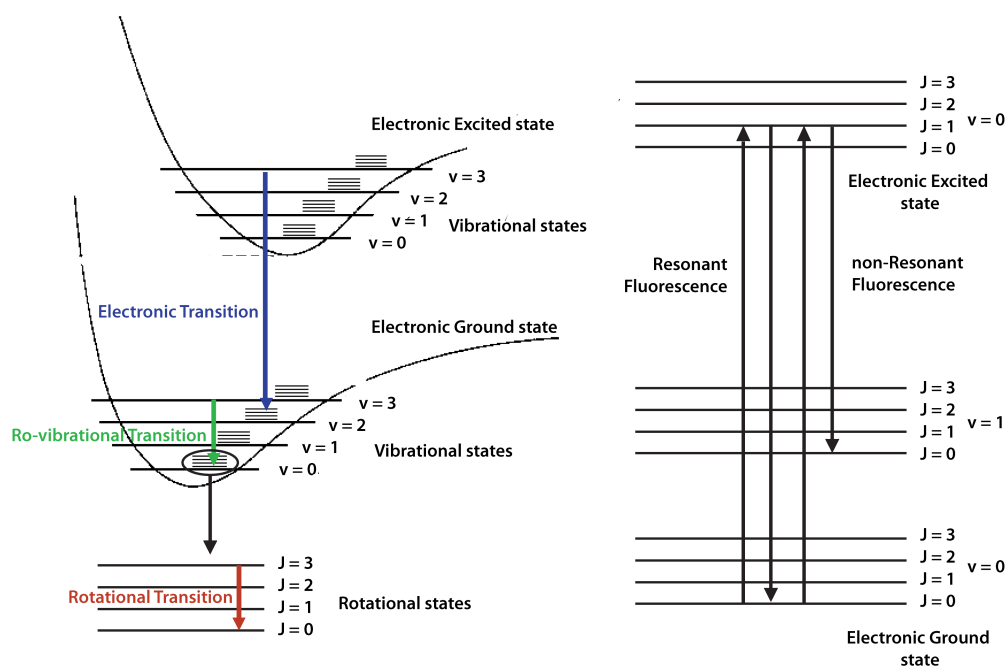 Electronic Excited state
v = 3
v = 2
v = 1
Vibrational states
v = 0
Electronic Transition
Electronic Ground state
v = 3
v = 2
Ro-vibrational Transition
v = 1
Vibrational states
v = 0
J = 3
J = 2
Rotational Transition
J = 1
Rotational states
J = 0
J = 3
J = 2
J = 1
v = 0
J = 0
Electronic Excited
state
Resonant
Fluorescence
non-Resonant
Fluorescence
J = 3
J = 2
J = 1
v = 1
J = 0
J = 3
J = 2
J = 1
v = 0
J = 0
Electronic Ground
state